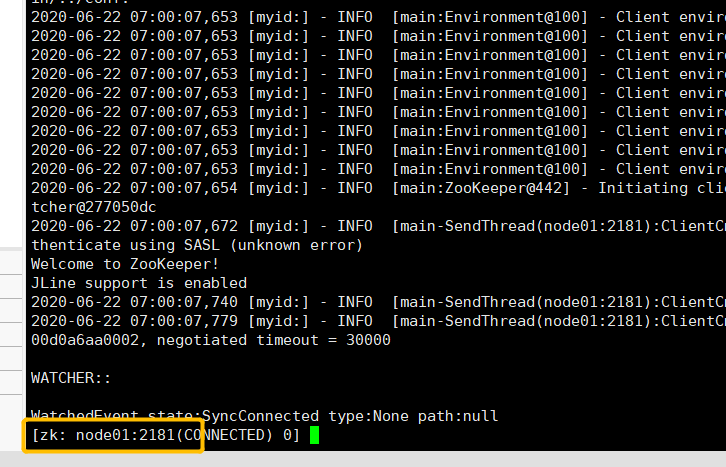 in/../conf:
2020-06-22 07:00:07,653 [myid:] - INFO  [main:Environment@100] - Client envir
2020-06-22 07:00:07,653 [myid:] - INFO  [main:Environment@100] - Client envir
2020-06-22 07:00:07,653 [myid:] - INFO  [main:Environment@100] - Client envir
2020-06-22 07:00:07,653 [myid:] - INFO  [main:Environment@100] - Client envir
2020-06-22 07:00:07,653 [myid:] - INFO  [main:Environment@100] - Client envir
2020-06-22 07:00:07,653 [myid:] - INFO  [main:Environment@100] - Client envir
2020-06-22 07:00:07,653 [myid:] - INFO  [main:Environment@100] - Client envir
2020-06-22 07:00:07,653 [myid:] - INFO  [main:Environment@100] - Client envir
2020-06-22 07:00:07,653 [myid:] - INFO  [main:Environment@100] - Client envir
2020-06-22 07:00:07,654 [myid:] - INFO  [main:ZooKeeper@442] - Initiating clie
tcher@277050dc
2020-06-22 07:00:07,672 [myid:] - INFO  [main-SendThread(node01:2181):ClientCn
thenticate using SASL (unknown error)
Welcome to ZooKeeper!
JLine support is enabled
2020-06-22 07:00:07,740 [myid:] - INFO  [main-SendThread(node01:2181):ClientCn
2020-06-22 07:00:07,779 [myid:] - INFO  [main-SendThread(node01:2181):ClientCn
00d0a6aa0002, negotiated timeout = 30000
WATCHER::
WatchedEvent state:SyncConnected type:None path:null
[zk: node01:2181(CONNECTED) 0]